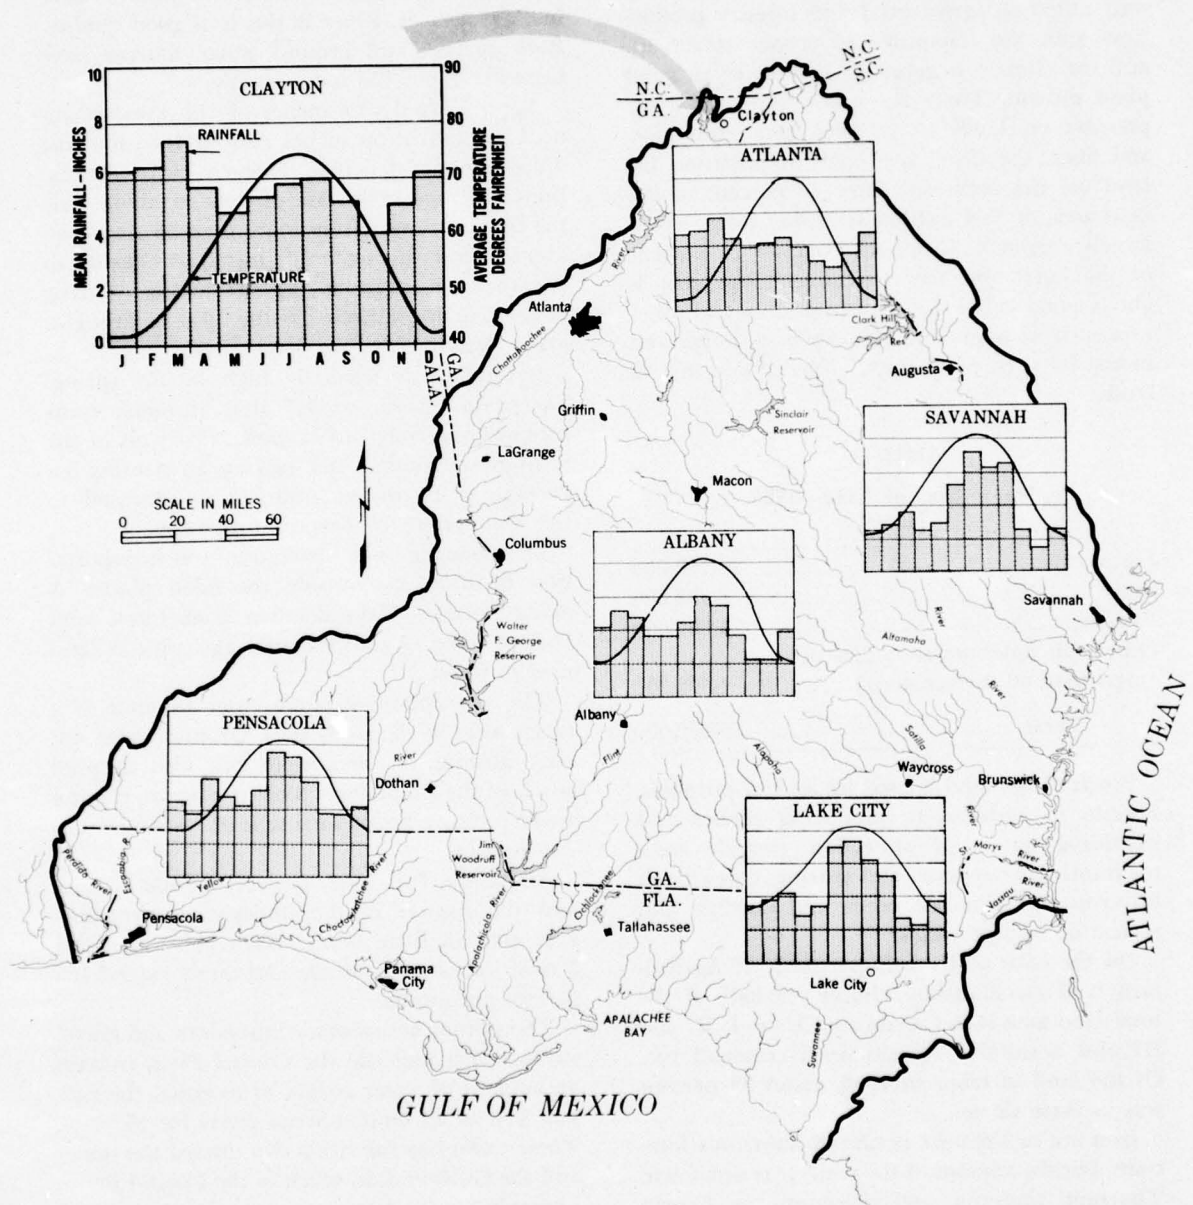 N.C.
S.C.
N.C.
GA.
Clayton
CLAYTON
RAINFALL
TEMPERATURE
MEAN RAINFALL-INCHES
10
8
6
4
2
0
AVERAGE TEMPERATURE
DEGREES FAHRENHEIT
90
80
70
60
50
40
J F M A M J J A S O N D
GA.
ALA.
ATLANTA
River
Atlanta
Chattahoochee
Clark Hill
Res
Augusta
Griffin
Sinclair
Reservoir
SAVANNAH
LaGrange
Macon
SCALE IN MILES
0 20 40 60
N
Columbus
ALBANY
Savannah
River
Walter
F. George
Reservoir
Altamaha
River
PENSACOLA
Albany
Flint
Alapaha
Satilla
River
Dothan
Waycross
Brunswick
LAKE CITY
River
St Marys River
Nassau River
Jim
Woodruff
Reservoir
Perdido River
Escambia R
Yellow
Choctawhatchee River
Apalachicola River
Ochlockonee
GA.
FLA.
Pensacola
Tallahassee
Panama
City
Lake City
APALACHEE
BAY
Suwannee
GULF OF MEXICO
ATLANTIC OCEAN